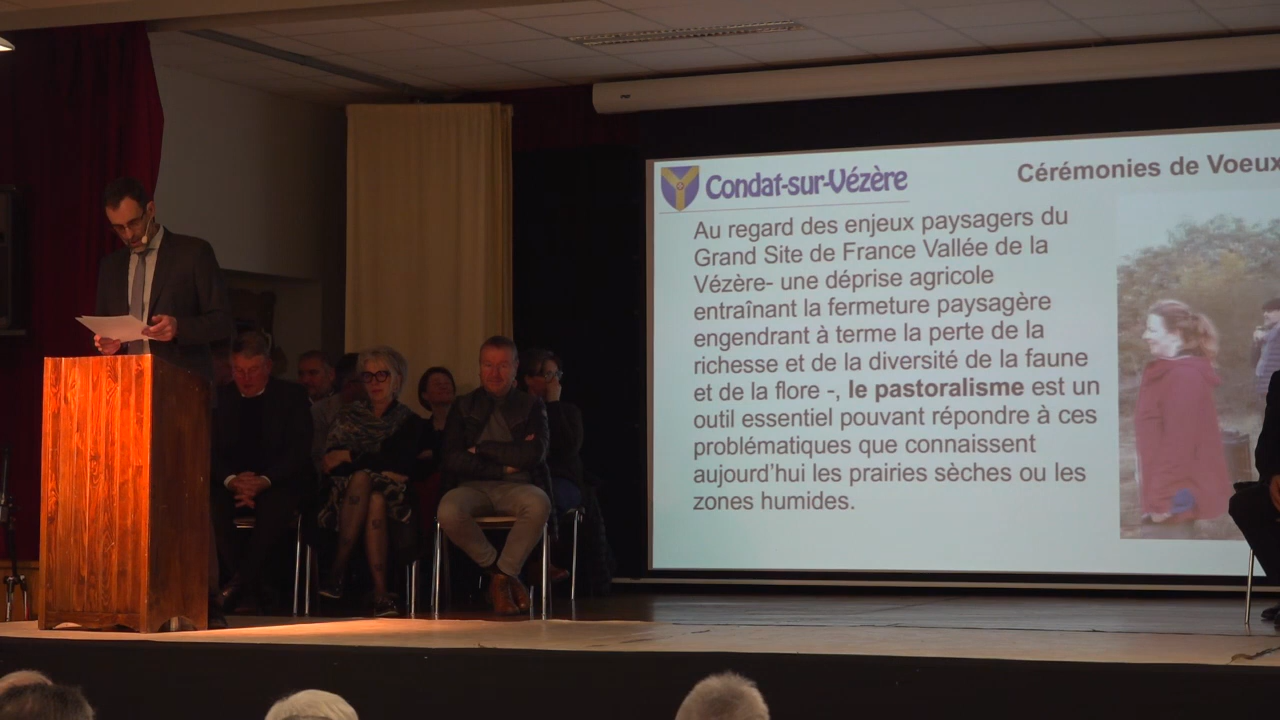 Condat-sur-Vézère
Cérémonies de Voeux
Au regard des enjeux paysagers du
Grand Site de France Vallée de la
Vézère- une déprise agricole
entraînant la fermeture paysagère
engendrant à terme la perte de la
richesse et de la diversité de la faune
et de la flore -, le pastoralisme est un
outil essentiel pouvant répondre à ces
problématiques que connaissent
aujourd'hui les prairies sèches ou les
zones humides.